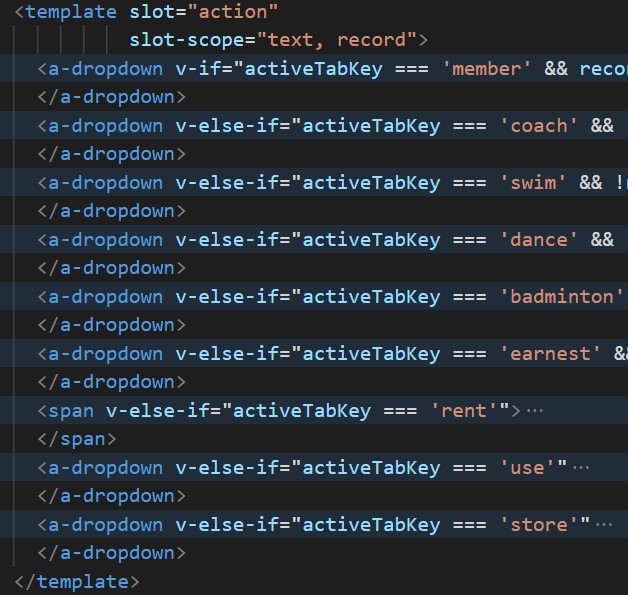 <template slot="action"
slot-scope="text, record">
<a-dropdown v-if="activeTabKey === 'member' && recor
</a-dropdown>
<a-dropdown v-else-if="activeTabKey === 'coach' &&
</a-dropdown>
<a-dropdown v-else-if="activeTabKey === 'swim' && !
</a-dropdown>
<a-dropdown v-else-if="activeTabKey === 'dance' &&
</a-dropdown>
<a-dropdown v-else-if="activeTabKey === 'badminton'
</a-dropdown>
<a-dropdown v-else-if="activeTabKey === 'earnest' &&
</a-dropdown>
<span v-else-if="activeTabKey === 'rent'">···
</span>
<a-dropdown v-else-if="activeTabKey === 'use'"···
</a-dropdown>
<a-dropdown v-else-if="activeTabKey === 'store'"···
</a-dropdown>
</template>